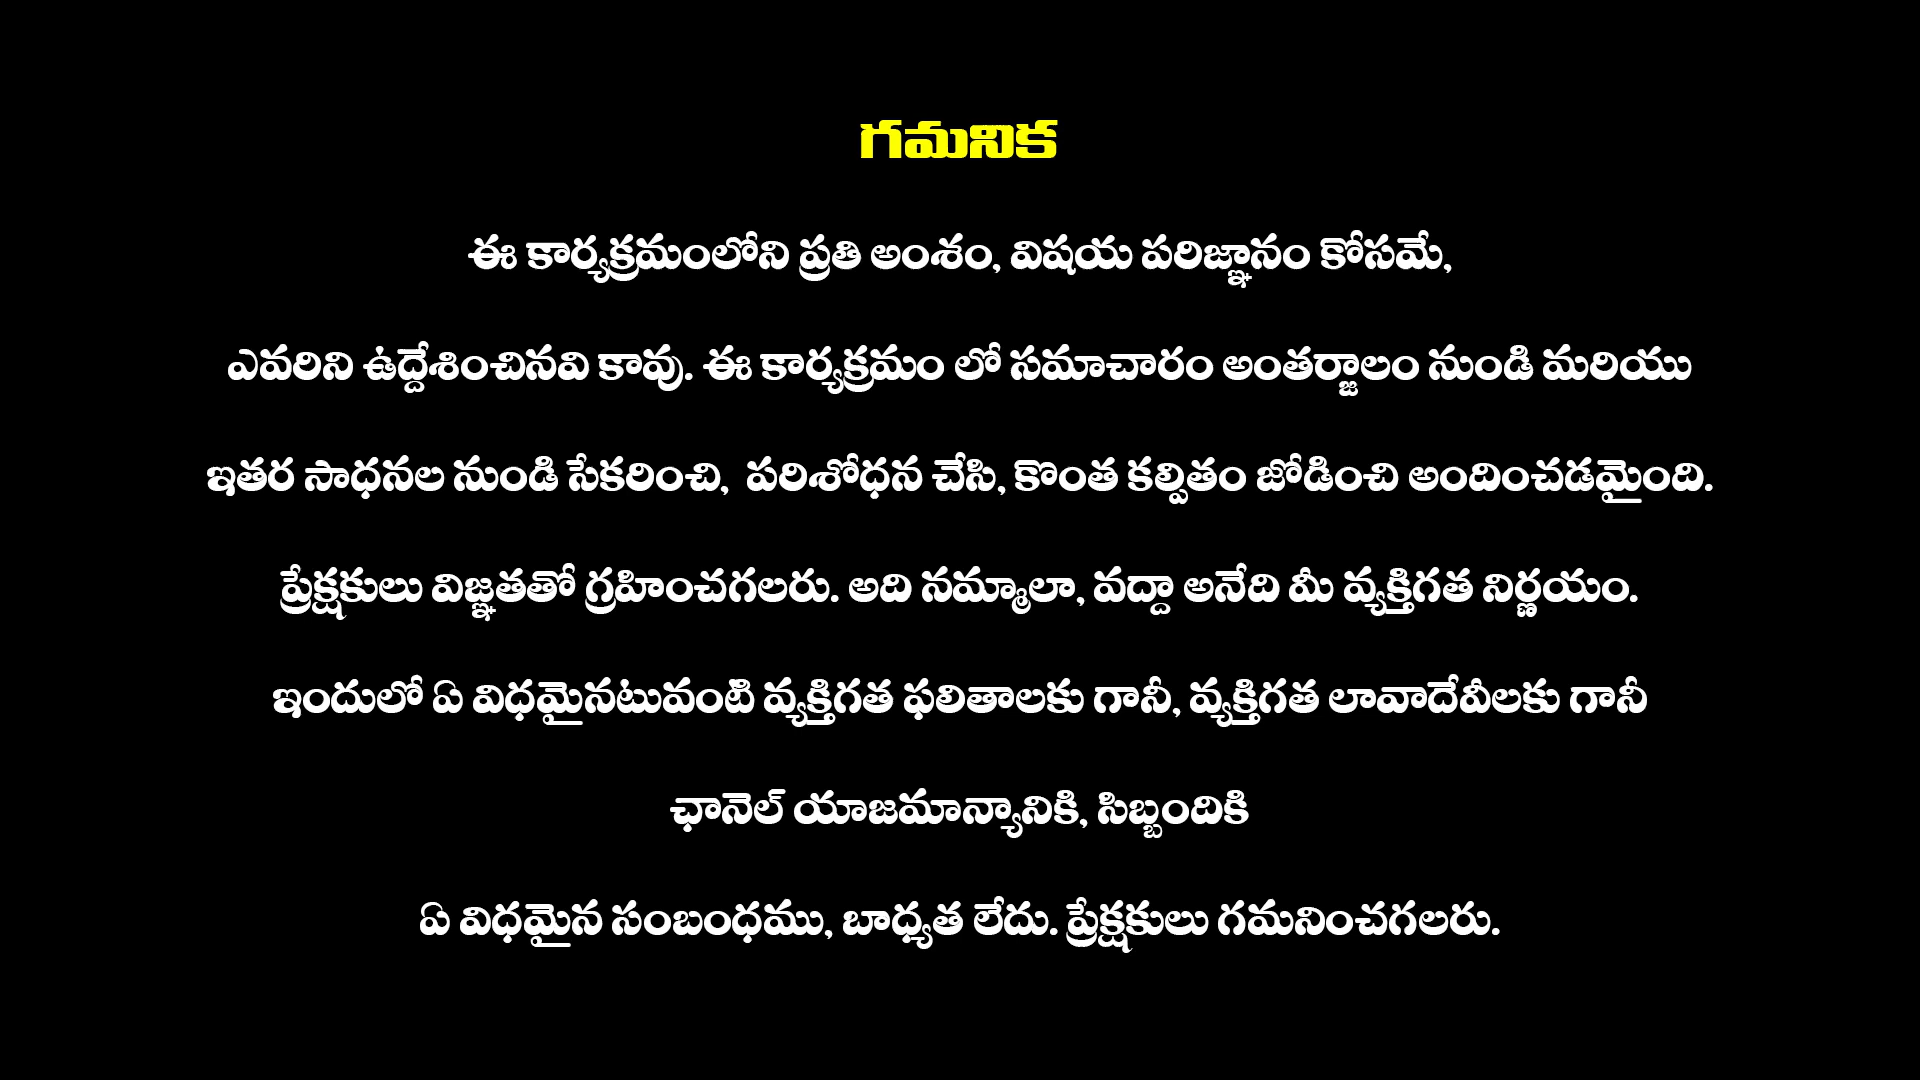 గమనిక
ఈ కార్యక్రమంలోని ప్రతి అంశం, విషయ పరిజ్ఞానం కోసమే,
ఎవరిని ఉద్దేశించినవి కావు. ఈ కార్యక్రమం లో సమాచారం అంతర్జాలం నుండి మరియు
ఇతర సాధనల నుండి సేకరించి, పరిశోధన చేసి, కొంత కల్పితం జోడించి అందించడమైంది.
ప్రేక్షకులు విజ్ఞతతో గ్రహించగలరు. అది నమ్మాలా, వద్దా అనేది మీ వ్యక్తిగత నిర్ణయం.
ఇందులో ఏ విధమైనటువంటి వ్యక్తిగత ఫలితాలకు గానీ, వ్యక్తిగత లావాదేవీలకు గానీ
ఛానెల్ యాజమాన్యానికి, సిబ్బందికి
ఏ విధమైన సంబంధము, బాధ్యత లేదు. ప్రేక్షకులు గమనించగలరు.